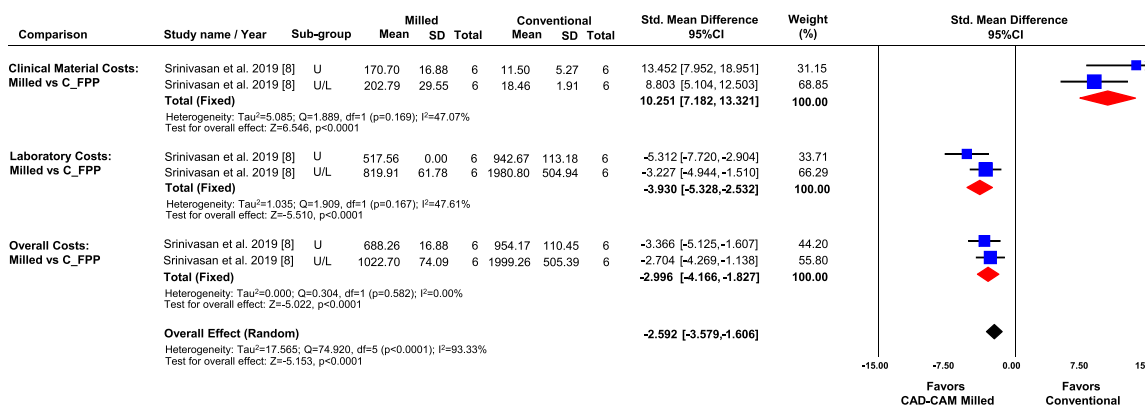 Milled Conventional Std. Mean Difference Weight Std. Mean Difference
Comparison Study name / Year Sub-group Mean SD Total Mean SD Total 95%CI (%) 95%CI
Clinical Material Costs: Srinivasan et al. 2019 [8] U 170.70 16.88 6 11.50 5.27 6 13.452 [7.952, 18.951] 31.15
Milled vs C_FPP Srinivasan et al. 2019 [8] U/L 202.79 29.55 6 18.46 1.91 6 8.803 [5.104, 12.503] 68.85
Total (Fixed) 10.251 [7.182, 13.321] 100.00
Heterogeneity: Tau²=5.085; Q=1.889, df=1 (p=0.169); I²=47.07%
Test for overall effect: Z=6.546, p<0.0001
Laboratory Costs: Srinivasan et al. 2019 [8] U 517.56 0.00 6 942.67 113.18 6 -5.312 [-7.720, -2.904] 33.71
Milled vs C_FPP Srinivasan et al. 2019 [8] U/L 819.91 61.78 6 1980.80 504.94 6 -3.227 [-4.944, -1.510] 66.29
Total (Fixed) -3.930 [-5.328, -2.532] 100.00
Heterogeneity: Tau²=1.035; Q=1.909, df=1 (p=0.167); I²=47.61%
Test for overall effect: Z=-5.510, p<0.0001
Overall Costs: Srinivasan et al. 2019 [8] U 688.26 16.88 6 954.17 110.45 6 -3.366 [-5.125, -1.607] 44.20
Milled vs C_FPP Srinivasan et al. 2019 [8] U/L 1022.70 74.09 6 1999.26 505.39 6 -2.704 [-4.269, -1.138] 55.80
Total (Fixed) -2.996 [-4.166, -1.827] 100.00
Heterogeneity: Tau²=0.000; Q=0.304, df=1 (p=0.582); I²=0.00%
Test for overall effect: Z=-5.022, p<0.0001
Overall Effect (Random) -2.592 [-3.579,-1.606]
Heterogeneity: Tau²=17.565; Q=74.920, df=5 (p<0.0001); I²=93.33%
Test for overall effect: Z=-5.153, p<0.0001
-15.00 -7.50 0.00 7.50 15
Favors Favors
CAD-CAM Milled Conventional